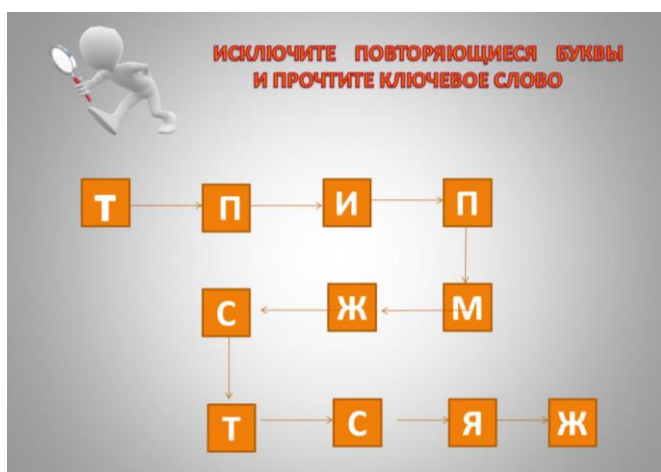 ИСКЛЮЧИТЕ ПОВТОРЯЮЩИЕСЯ БУКВЫ
И ПРОЧТИТЕ КЛЮЧЕВОЕ СЛОВО
Т П И П
С Ж М
Т С Я Ж